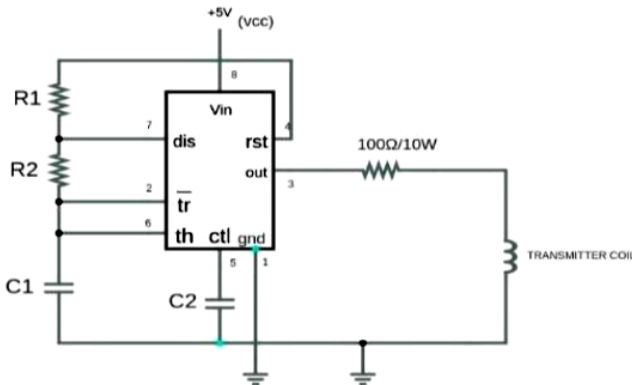 +5V (vcc)
8
R1
Vin
7
dis
rst
4
100Ω/10W
R2
out
3
2
tr
6
th ctl gnd
TRANSMITTER COIL
5
1
C1
C2